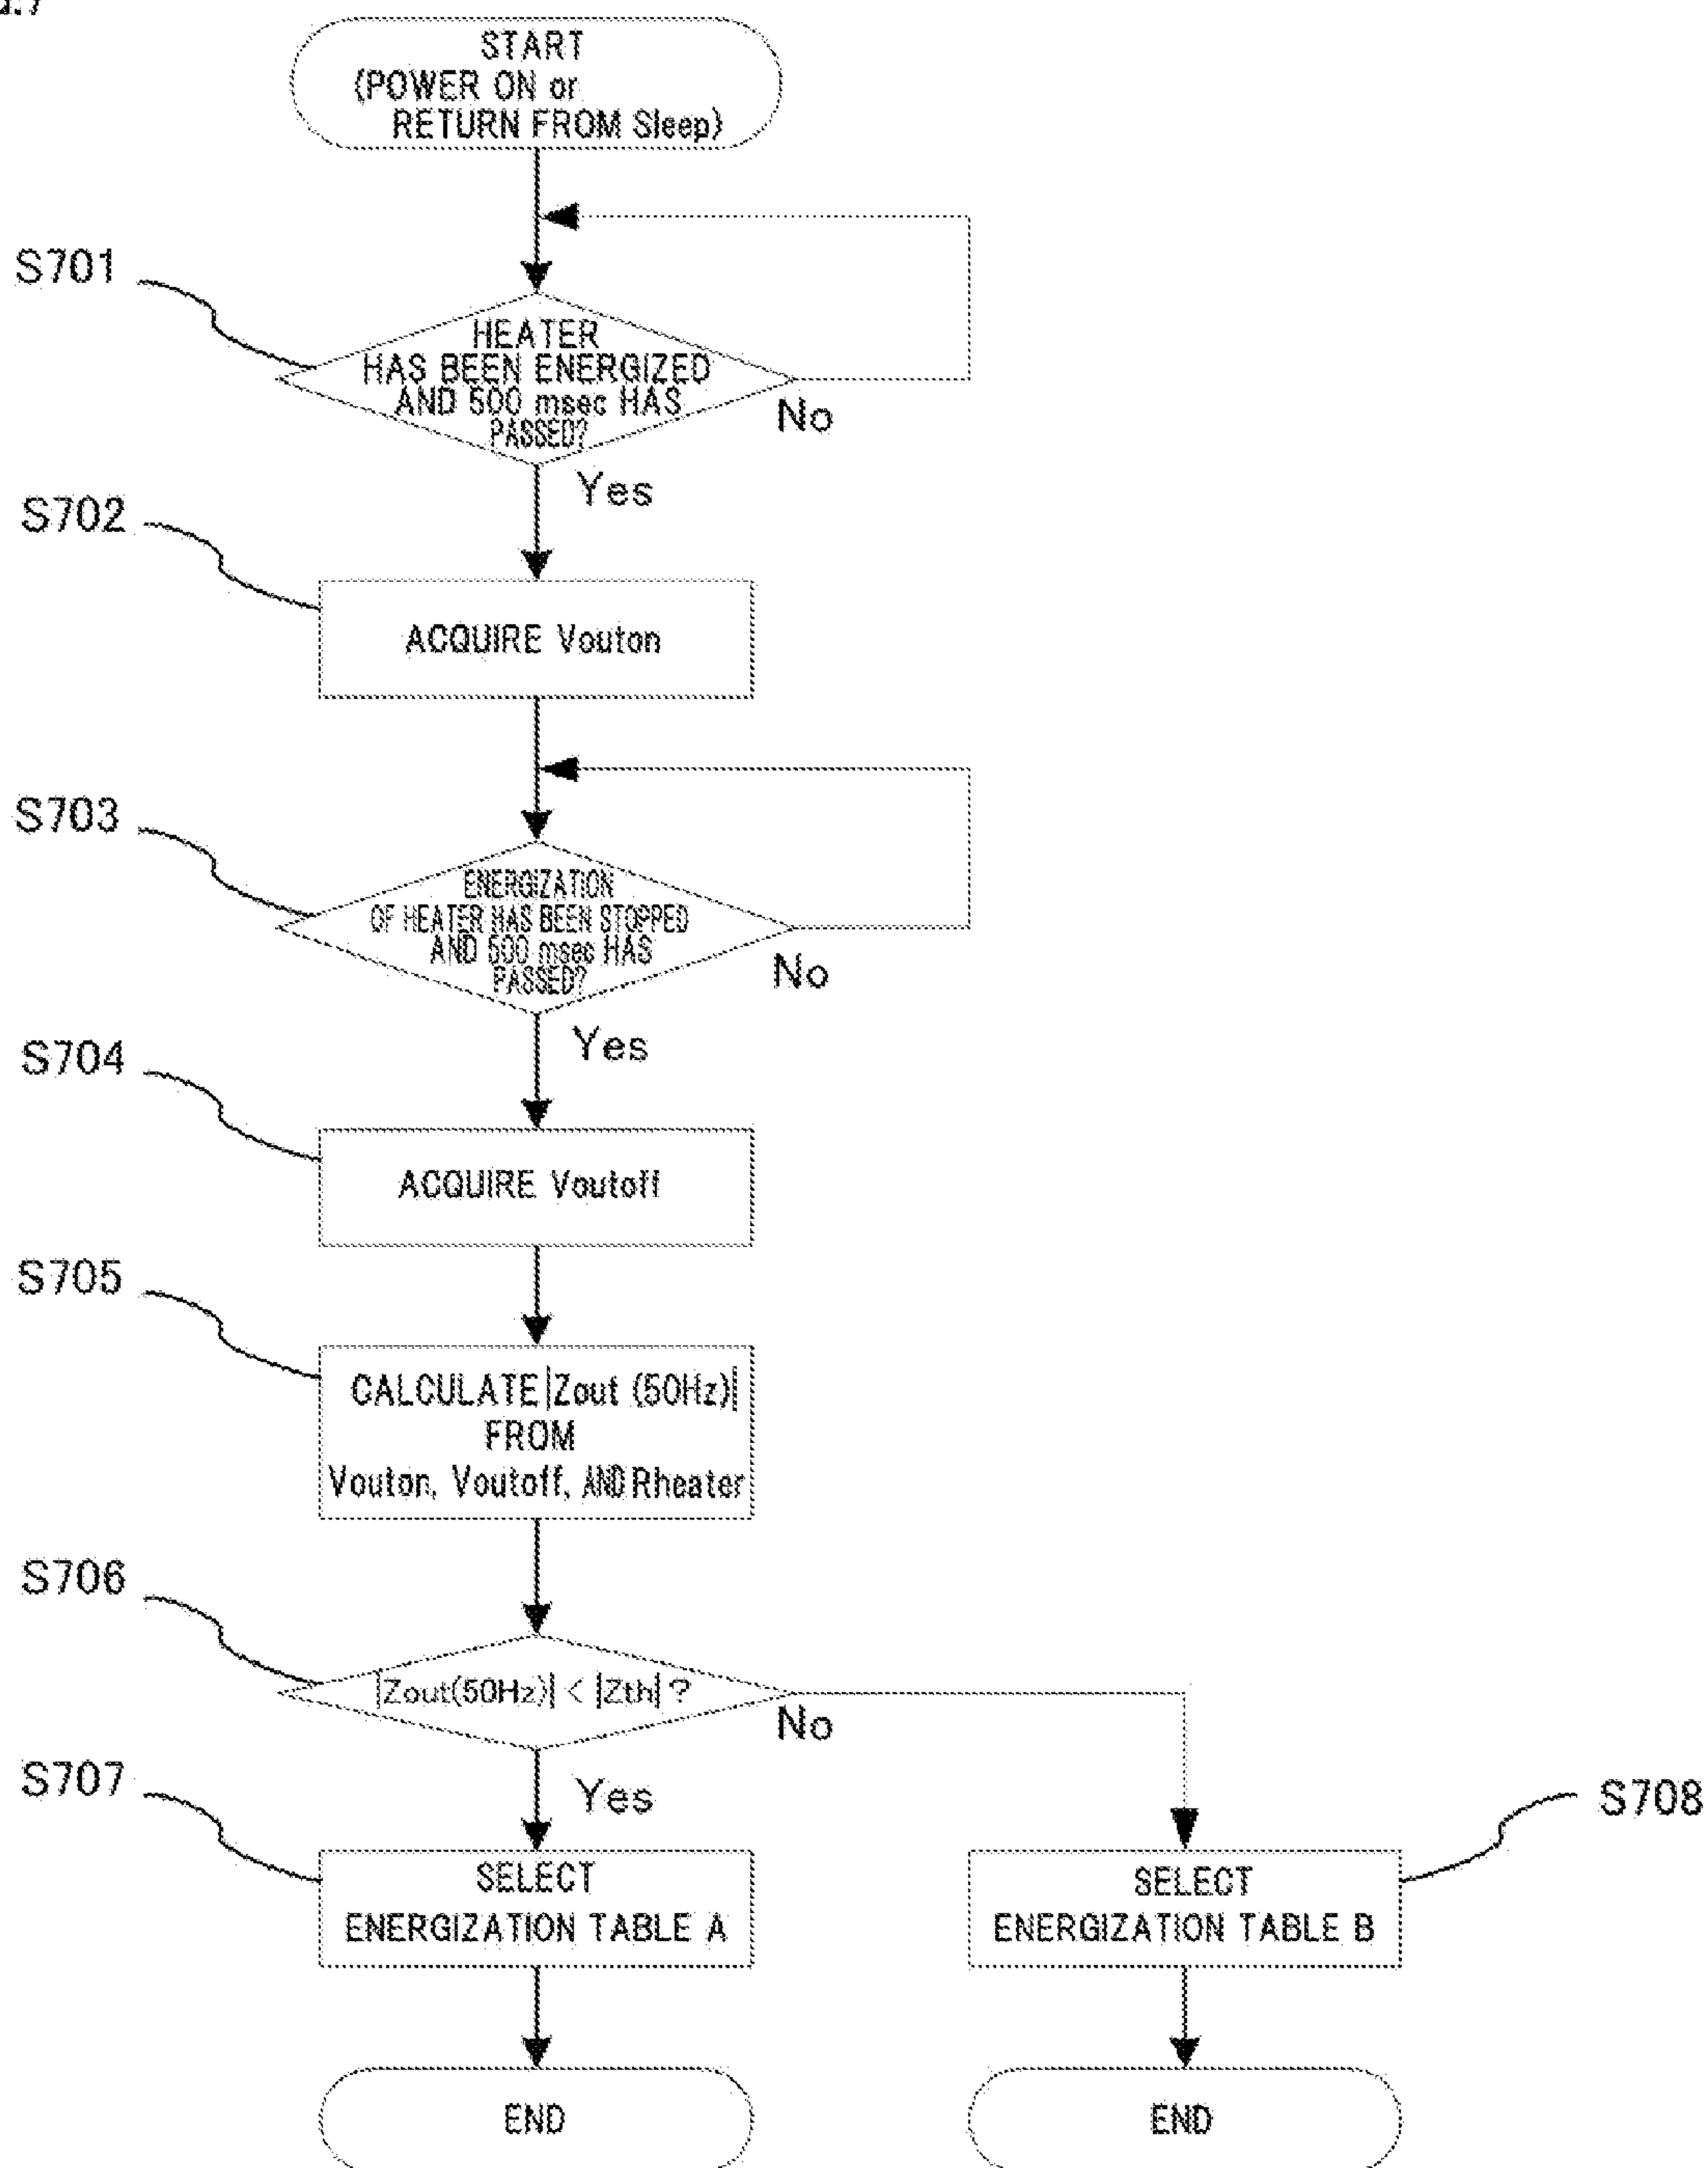 START
(POWER ON or
RETURN FROM Sleep)
S701
HEATER
HAS BEEN ENERGIZED
AND 500 msec HAS
PASSED?
No
Yes
S702
ACQUIRE Vouton
S703
ENERGIZATION
OF HEATER HAS BEEN STOPPED
AND 500 msec HAS
PASSED?
No
Yes
S704
ACQUIRE Voutoff
S705
CALCULATE |Zout (50Hz)|
FROM
Vouton, Voutoff, AND Rheater
S706
|Zout(50Hz)| < |Zth| ?
No
Yes
S707
SELECT
ENERGIZATION TABLE A
S708
SELECT
ENERGIZATION TABLE B
END
END